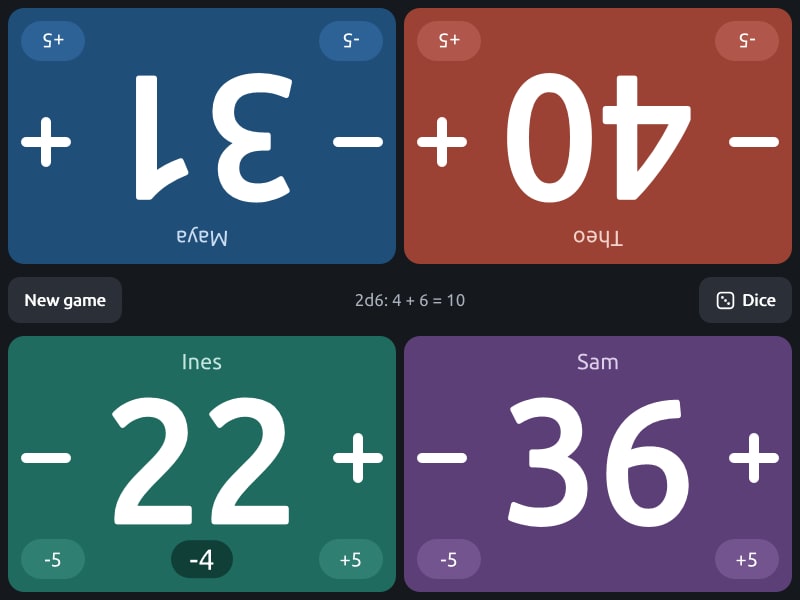 Maya
− 31 +
-5 +5
Theo
− 40 +
-5 +5
New game
2d6: 4 + 6 = 10
Dice
Ines
− 22 +
-5 -4 +5
Sam
− 36 +
-5 +5